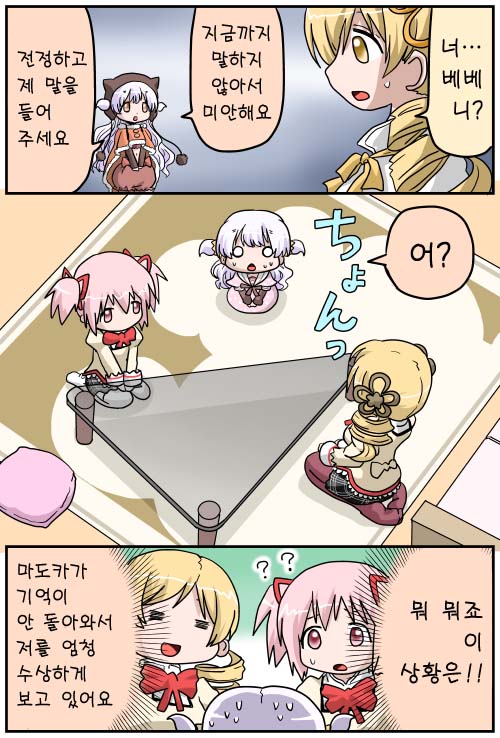 너…
베베
니?
지금까지
말하지
않아서
미안해요
전정하고
제 말을
들어
주세요
어?
ちょんっ
뭐 뭐죠
이
상황은!!
? ?
마도카가
기억이
안 돌아와서
저를 엄청
수상하게
보고 있어요